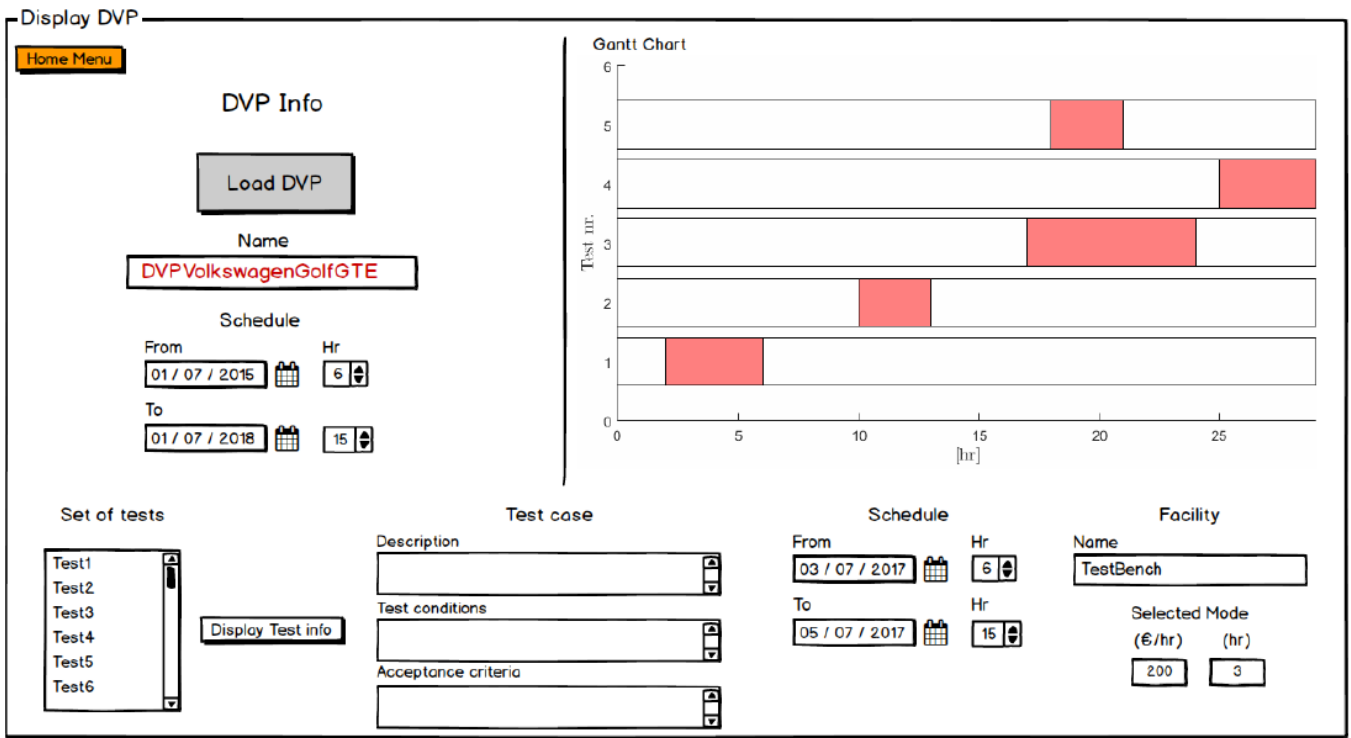 Display DVP
Home Menu
DVP Info
Load DVP
Name
DVPVolkswagenGolfGTE
Schedule
From Hr
01 / 07 / 2015 6
To
01 / 07 / 2018 15
Gantt Chart
6
5
4
3
2
1
0
Test nr.
0 5 10 15 20 25
[hr]
Set of tests
Test1
Test2
Test3
Test4
Test5
Test6
Display Test info
Test case
Description
Test conditions
Acceptance criteria
Schedule
From Hr
03 / 07 / 2017 6
To Hr
05 / 07 / 2017 15
Facility
Name
TestBench
Selected Mode
(€/hr) (hr)
200 3